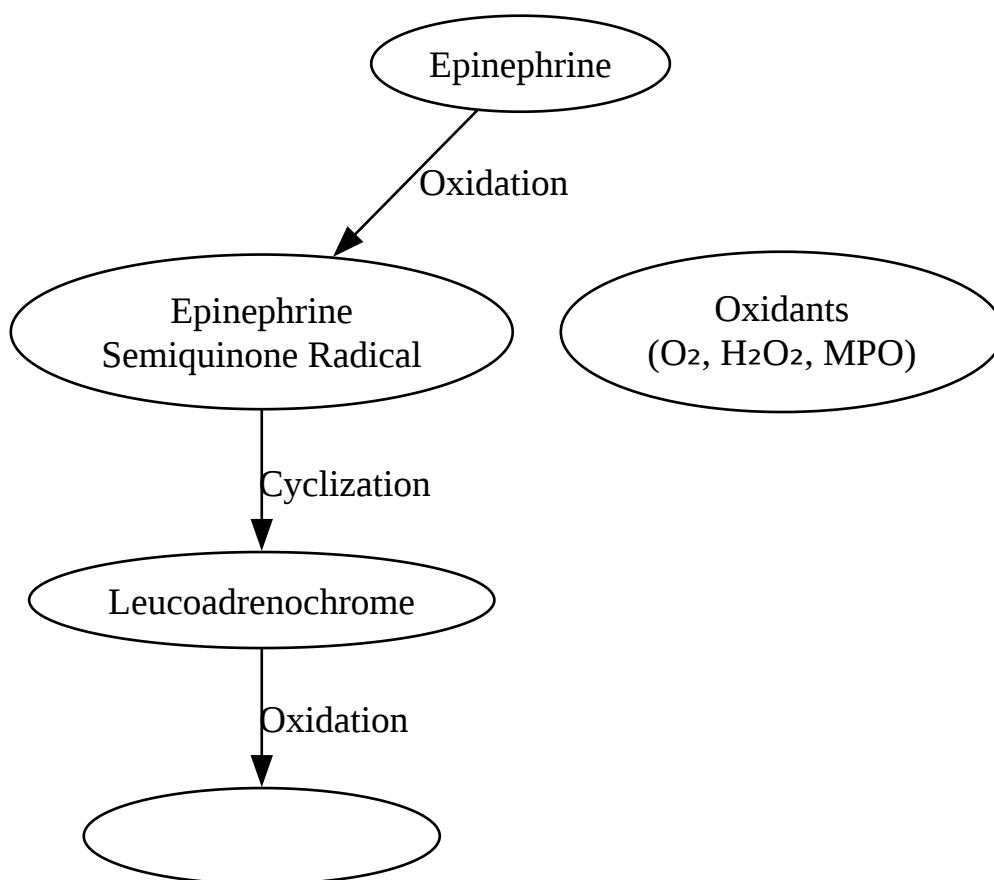 Epinephrine
Oxidation
Epinephrine
Semiquinone Radical
Oxidants
(O₂, H₂O₂, MPO)
Cyclization
Leucoadrenochrome
Oxidation